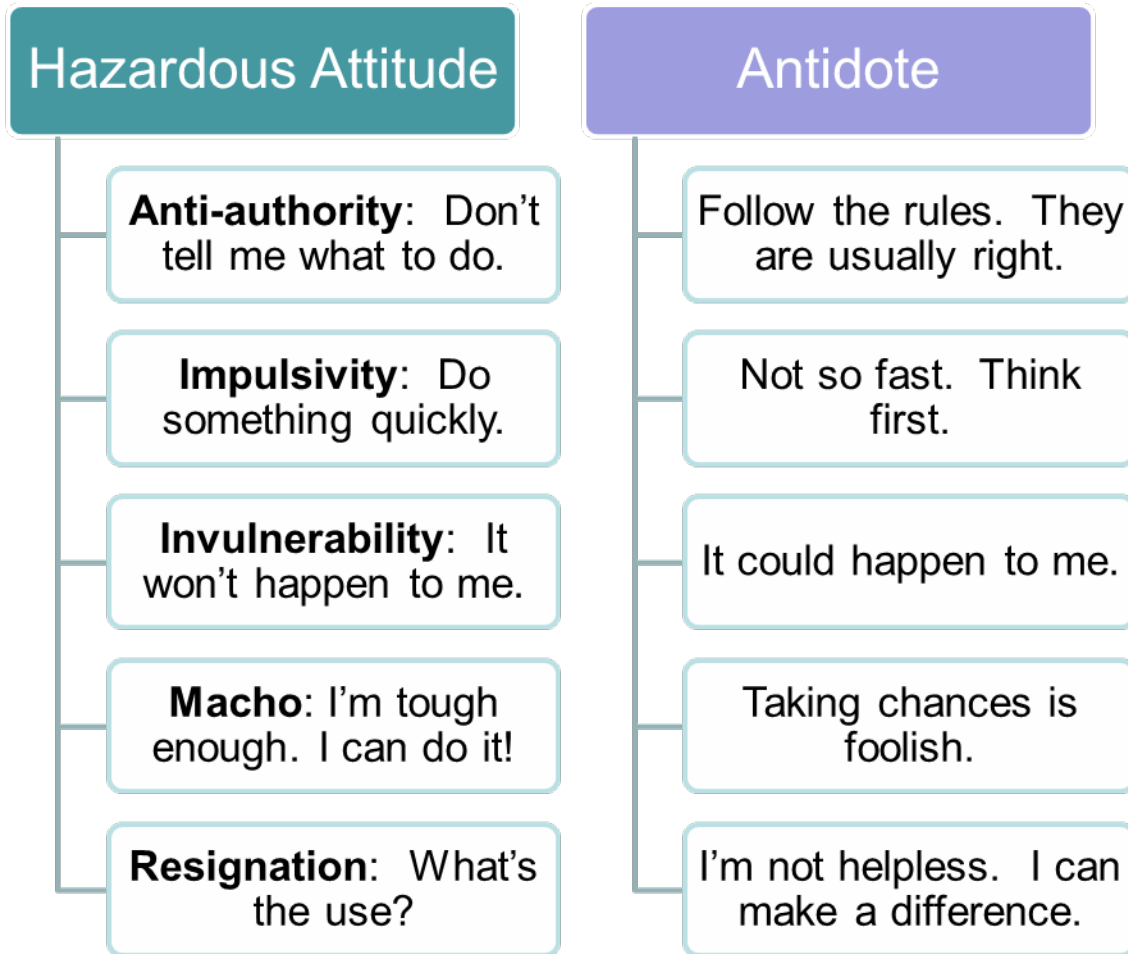 Hazardous Attitude
Anti-authority: Don't
tell me what to do.
Impulsivity: Do
something quickly.
Invulnerability: It
won't happen to me.
Macho: I'm tough
enough. I can do it!
Resignation: What's
the use?
Antidote
Follow the rules. They
are usually right.
Not so fast. Think
first.
It could happen to me.
Taking chances is
foolish.
I'm not helpless. I can
make a difference.